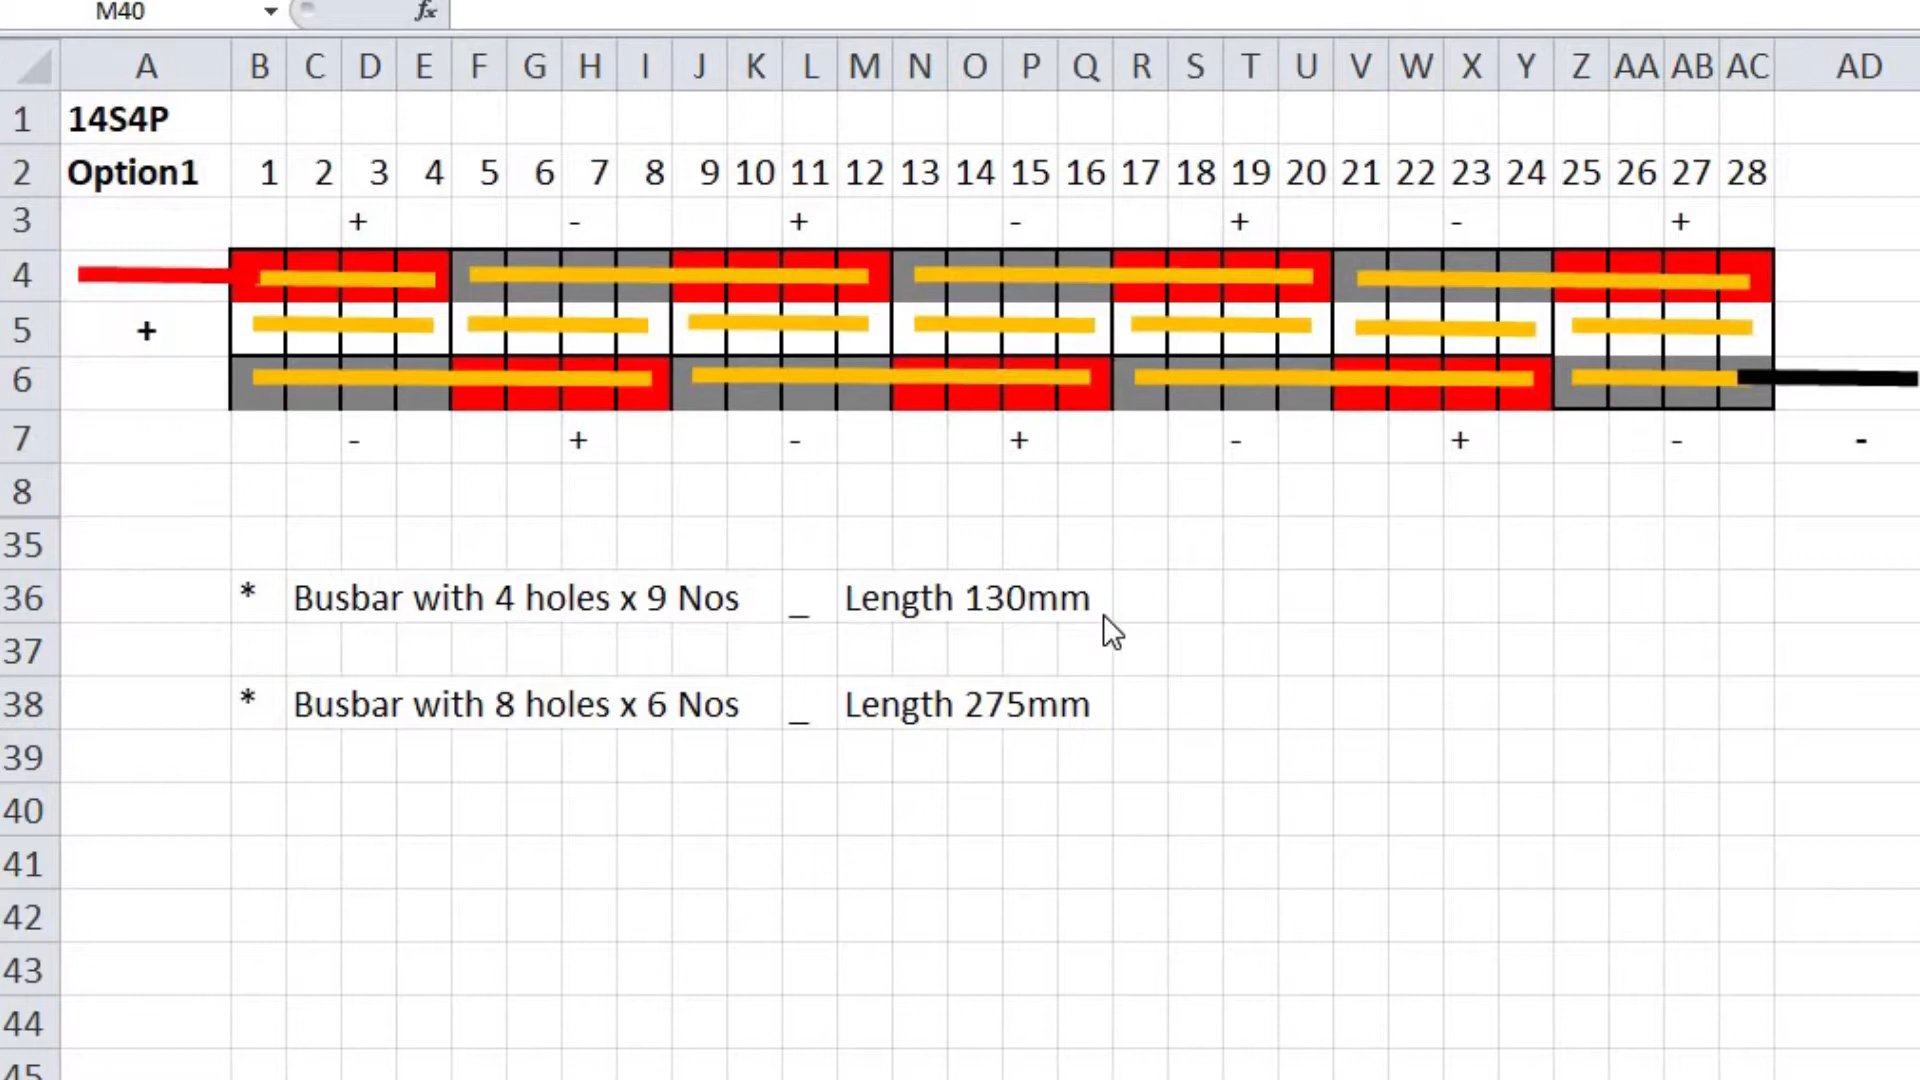 M40 fx
A B C D E F G H I J K L M N O P Q R S T U V W X Y Z AA AB AC AD
1 14S4P
2 Option1 1 2 3 4 5 6 7 8 9 10 11 12 13 14 15 16 17 18 19 20 21 22 23 24 25 26 27 28
3 + - + - + - +
4
5 +
6
7 - + - + - + - -
8
35
36 * Busbar with 4 holes x 9 Nos _ Length 130mm
37
38 * Busbar with 8 holes x 6 Nos _ Length 275mm
39
40
41
42
43
44
45